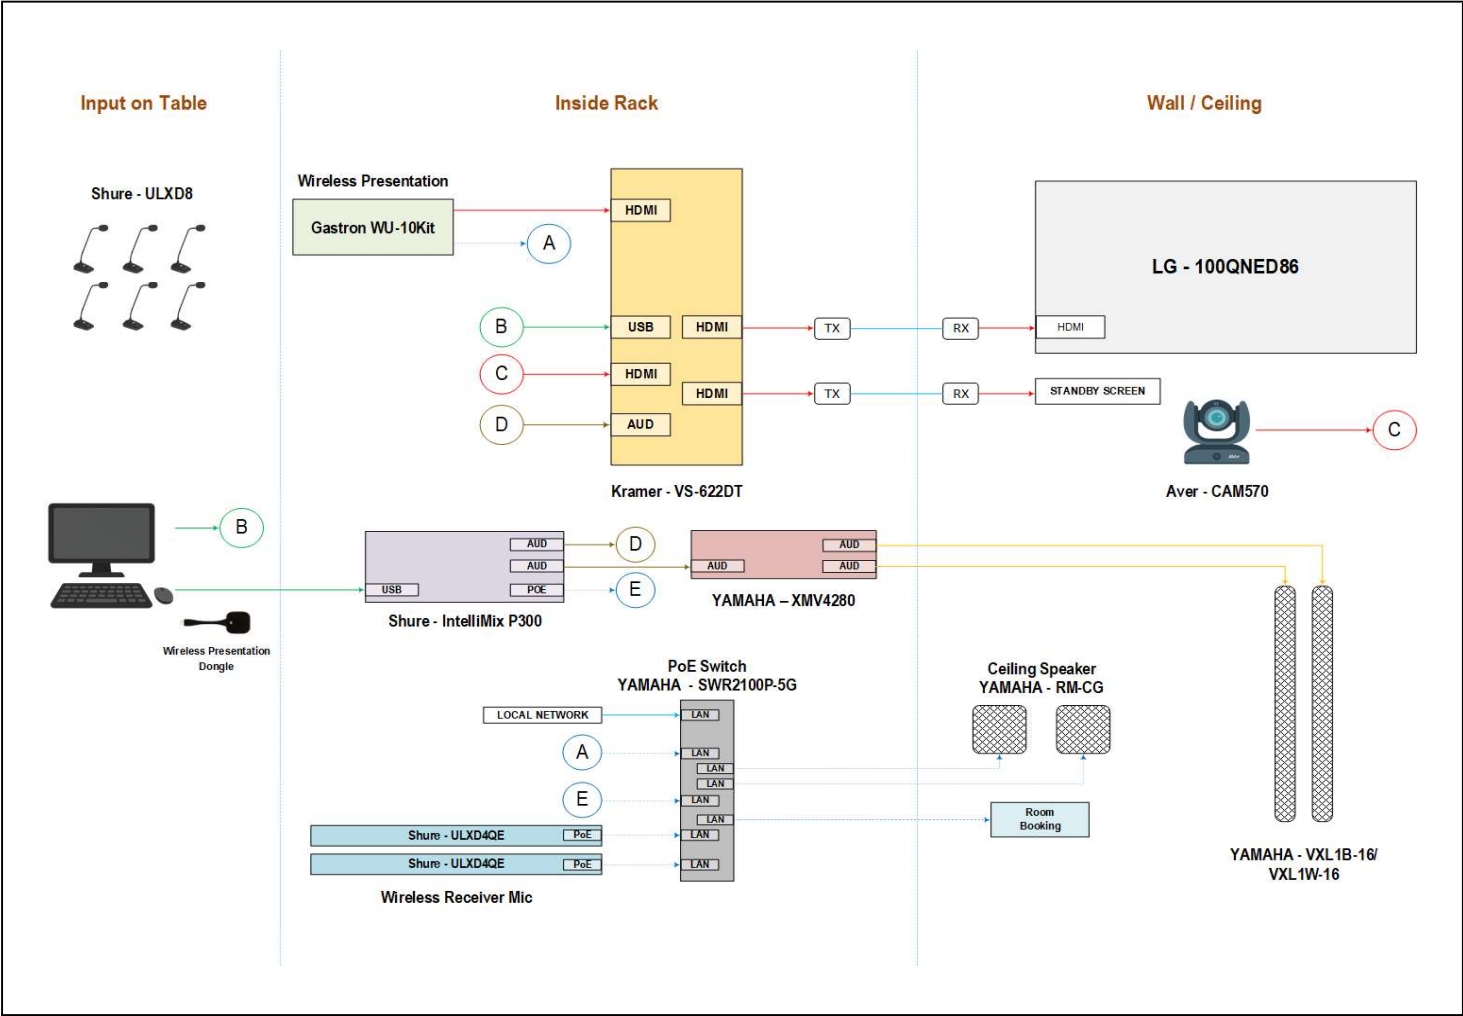 Input on Table
Inside Rack
Wall / Ceiling
Shure - ULXD8
Wireless Presentation
Gastron WU-10Kit
A
HDMI
B
USB
HDMI
C
HDMI
HDMI
D
AUD
Kramer - VS-622DT
TX
RX
TX
RX
LG - 100QNED86
HDMI
STANDBY SCREEN
C
Aver - CAM570
B
Wireless Presentation
Dongle
USB
AUD
AUD
POE
D
E
Shure - IntelliMix P300
AUD
AUD
AUD
YAMAHA – XMV4280
PoE Switch
YAMAHA - SWR2100P-5G
LOCAL NETWORK
LAN
A
LAN
LAN
LAN
E
LAN
LAN
Shure - ULXD4QE
PoE
LAN
Shure - ULXD4QE
PoE
LAN
Wireless Receiver Mic
Ceiling Speaker
YAMAHA - RM-CG
Room
Booking
YAMAHA - VXL1B-16/
VXL1W-16